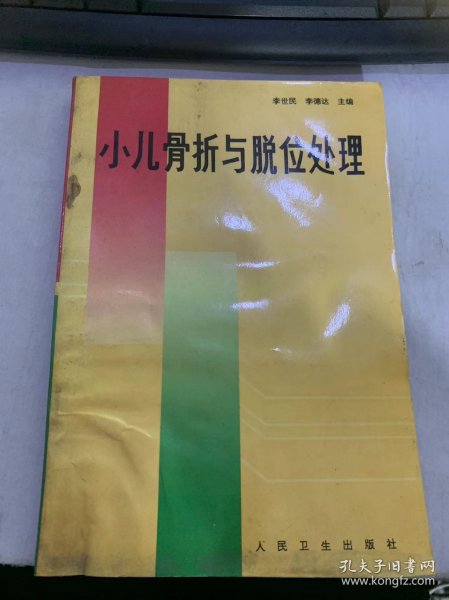 李世民 李德达 主编
小儿骨折与脱位处理
人民卫生出版社
孔夫子旧书网
www.kongfz.com